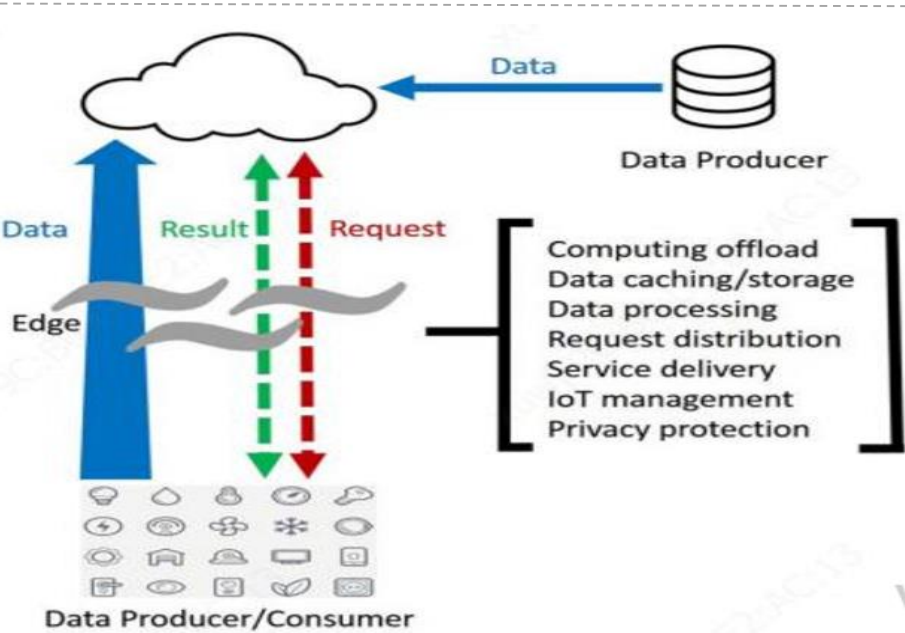 Data
Data Producer
Data
Result
Request
Edge
Computing offload
Data caching/storage
Data processing
Request distribution
Service delivery
IoT management
Privacy protection
Data Producer/Consumer